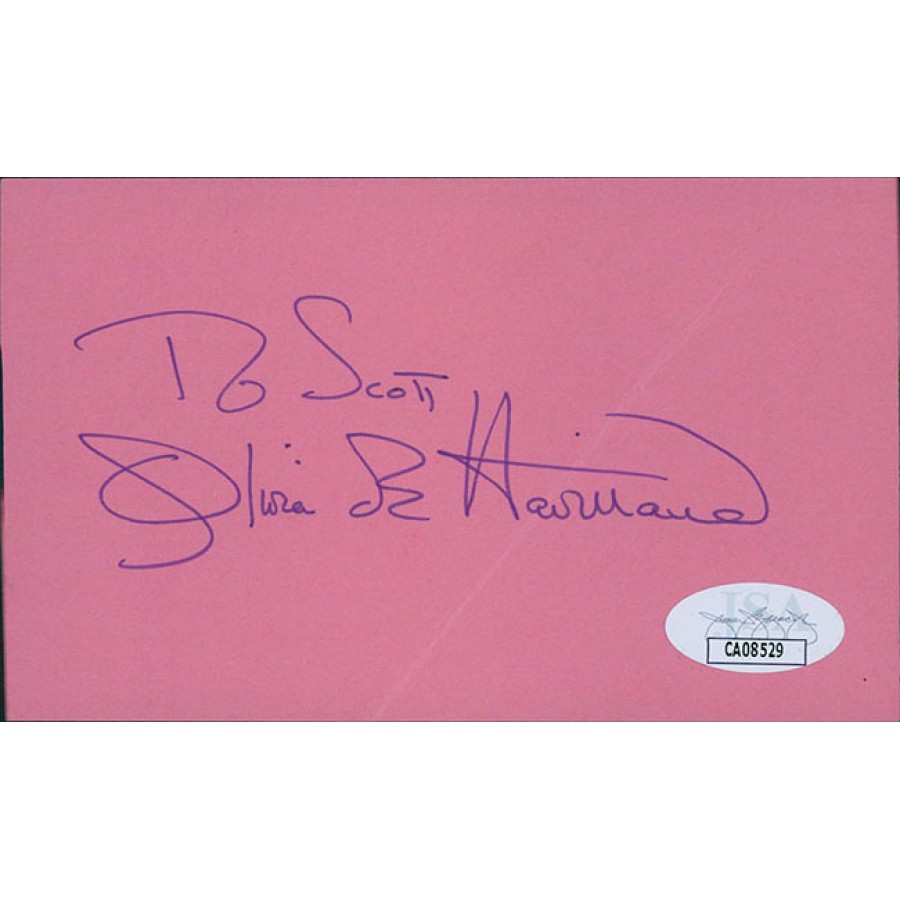 To Scott
Olivia de Havilland
JSA
CA08529